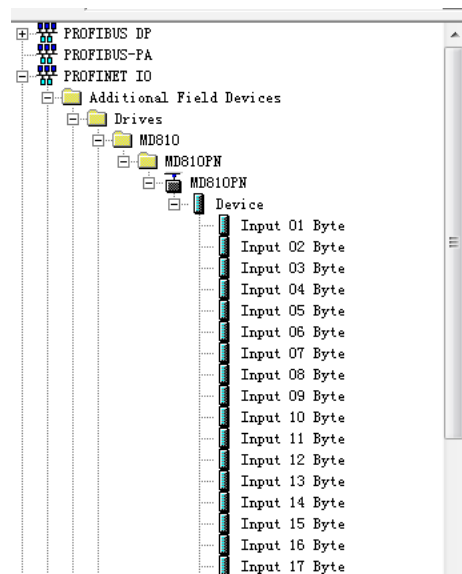 PROFIBUS DP
PROFIBUS-PA
PROFINET IO
Additional Field Devices
Drives
MD810
MD810PN
MD810PN
Device
Input 01 Byte
Input 02 Byte
Input 03 Byte
Input 04 Byte
Input 05 Byte
Input 06 Byte
Input 07 Byte
Input 08 Byte
Input 09 Byte
Input 10 Byte
Input 11 Byte
Input 12 Byte
Input 13 Byte
Input 14 Byte
Input 15 Byte
Input 16 Byte
Input 17 Byte